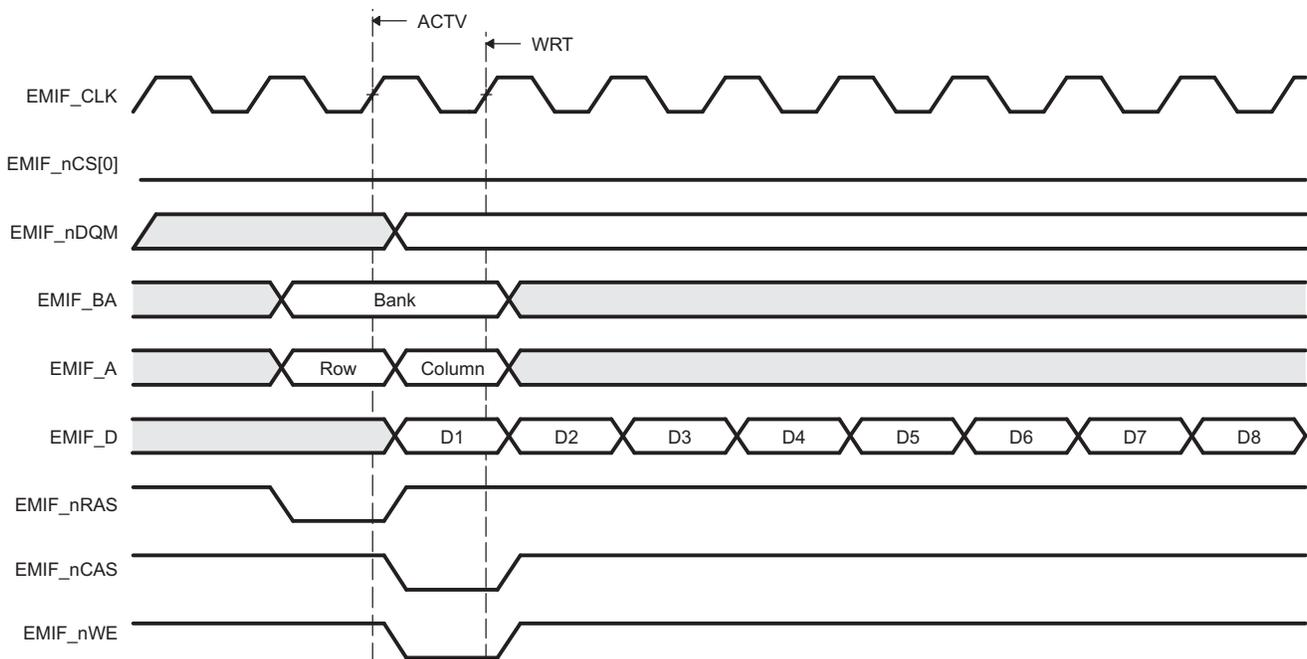 ACTV
WRT
EMIF_CLK
EMIF_nCS[0]
EMIF_nDQM
EMIF_BA
Bank
EMIF_A
Row
Column
EMIF_D
D1
D2
D3
D4
D5
D6
D7
D8
EMIF_nRAS
EMIF_nCAS
EMIF_nWE